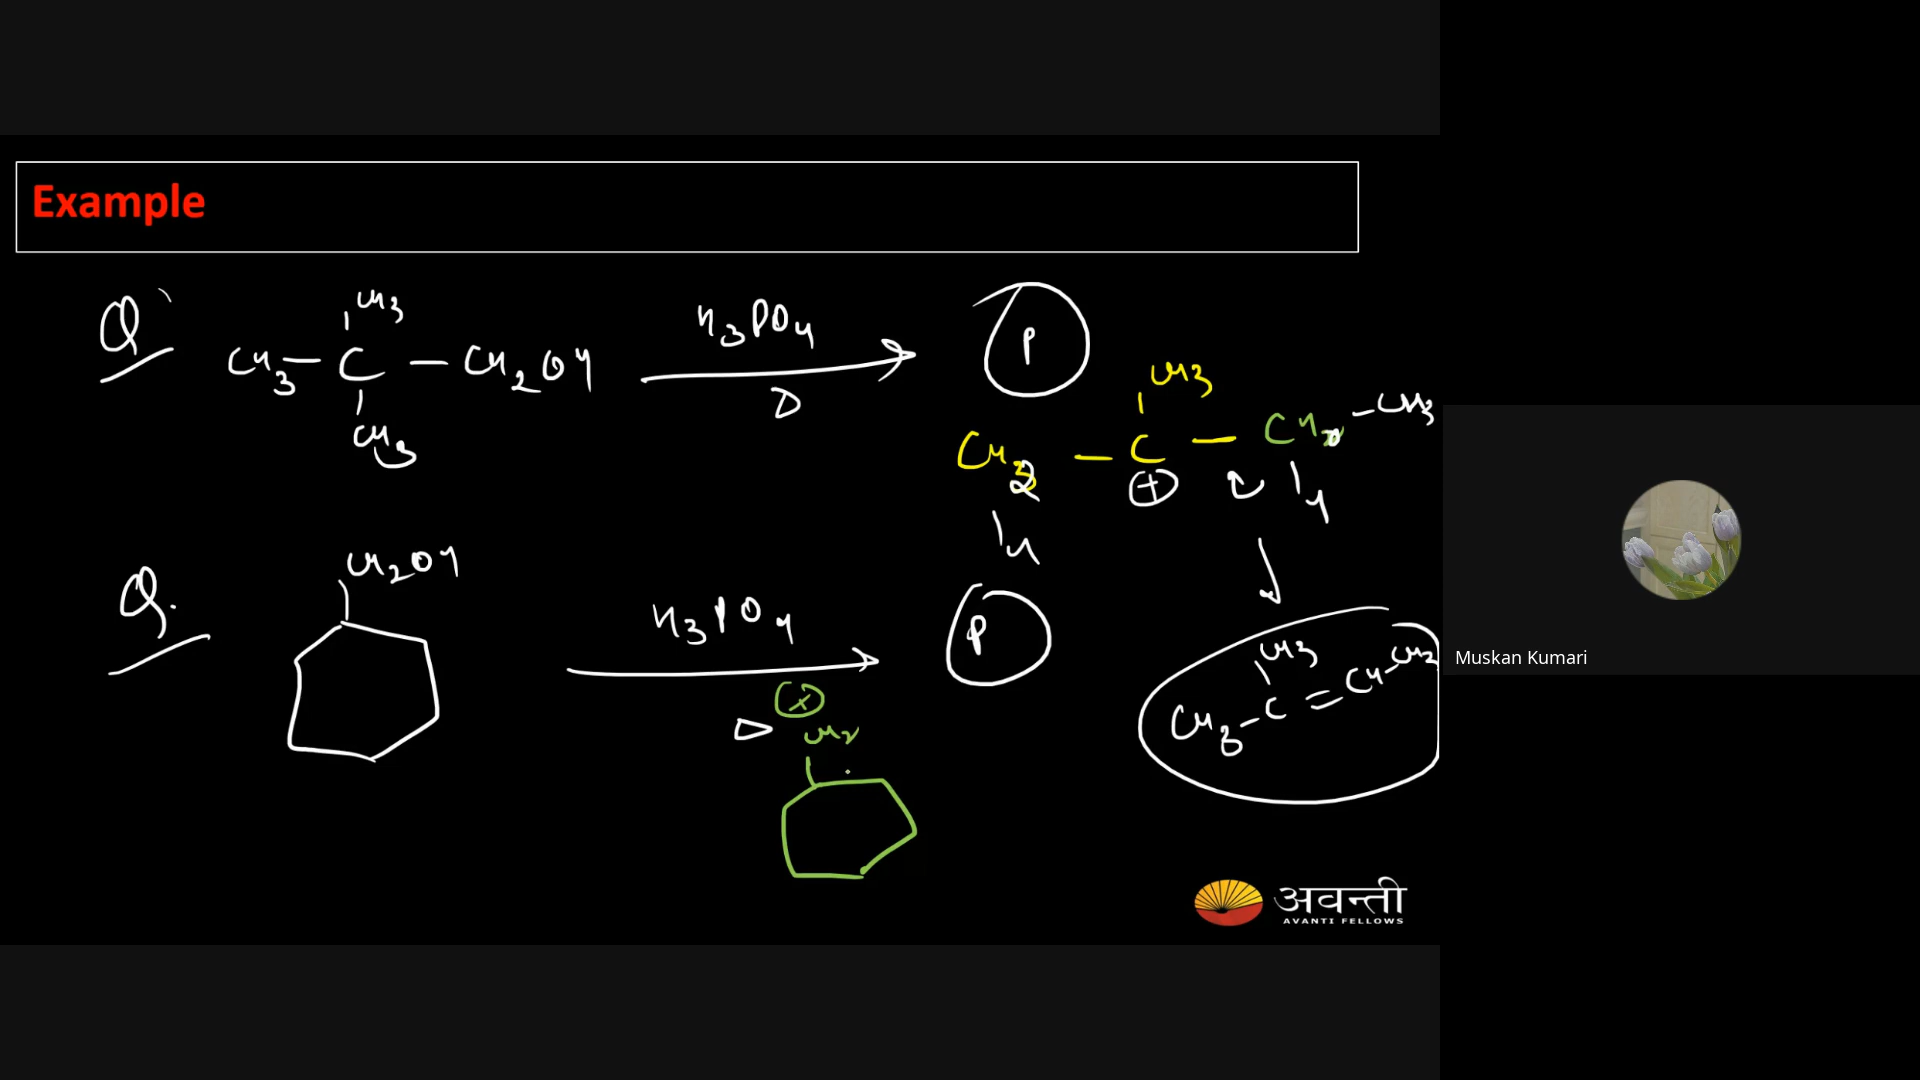 Example
Q
CH3
CH3 — C — CH2OH
CH3
H3PO4
Δ
P
CH3
CH2 — C — CH — CH3
⊕
H
H
Q.
CH2OH
H3PO4
Δ
P
⊕
CH2
CH3
CH3 — C = CH — CH3
Muskan Kumari
अवन्ती
AVANTI FELLOWS